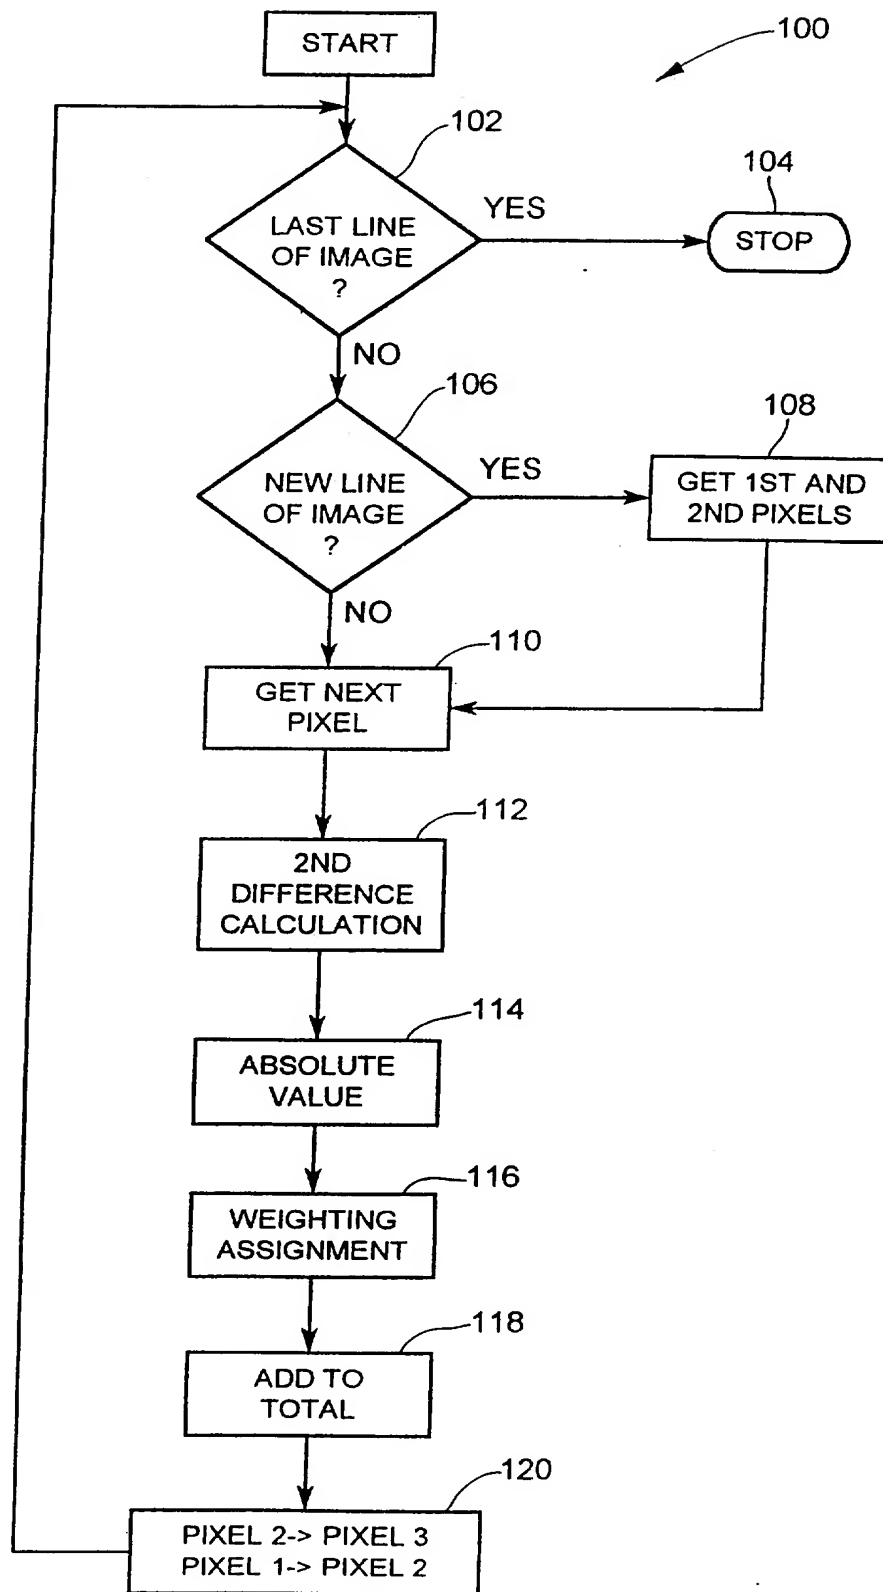 START
100
102
LAST LINE
OF IMAGE
?
YES
104
STOP
NO
106
NEW LINE
OF IMAGE
?
YES
108
GET 1ST AND
2ND PIXELS
NO
110
GET NEXT
PIXEL
112
2ND
DIFFERENCE
CALCULATION
114
ABSOLUTE
VALUE
116
WEIGHTING
ASSIGNMENT
118
ADD TO
TOTAL
120
PIXEL 2-> PIXEL 3
PIXEL 1-> PIXEL 2